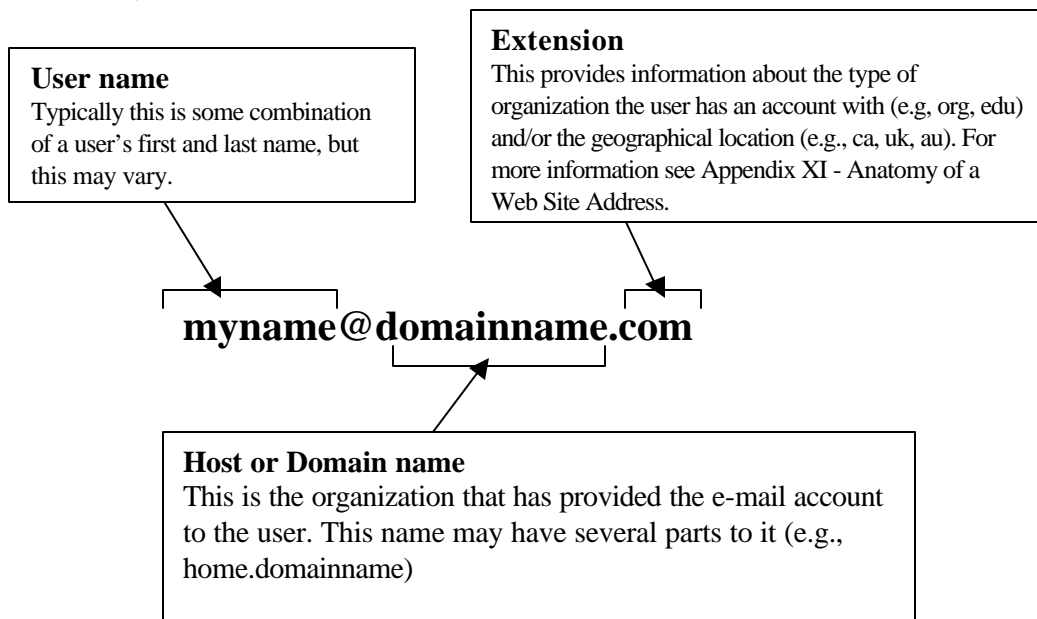 Extension
This provides information about the type of
organization the user has an account with (e.g, org, edu)
and/or the geographical location (e.g., ca, uk, au). For
more information see Appendix XI - Anatomy of a
Web Site Address.
User name
Typically this is some combination
of a user's first and last name, but
this may vary.
myname@domainname.com
Host or Domain name
This is the organization that has provided the e-mail account
to the user. This name may have several parts to it (e.g.,
home.domainname)